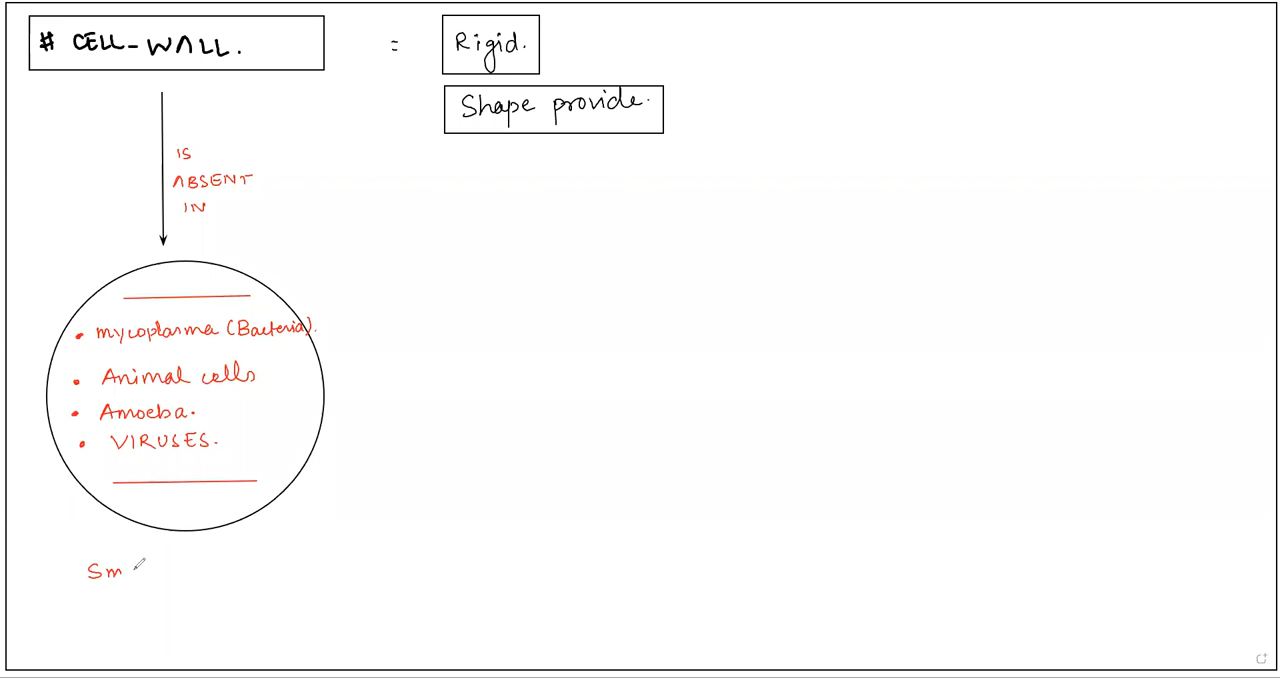 # CELL-WALL. = Rigid.
Shape provide.
IS
ABSENT
IN
• mycoplasma (Bacteria).
• Animal cells
• Amoeba.
• VIRUSES.
Sm